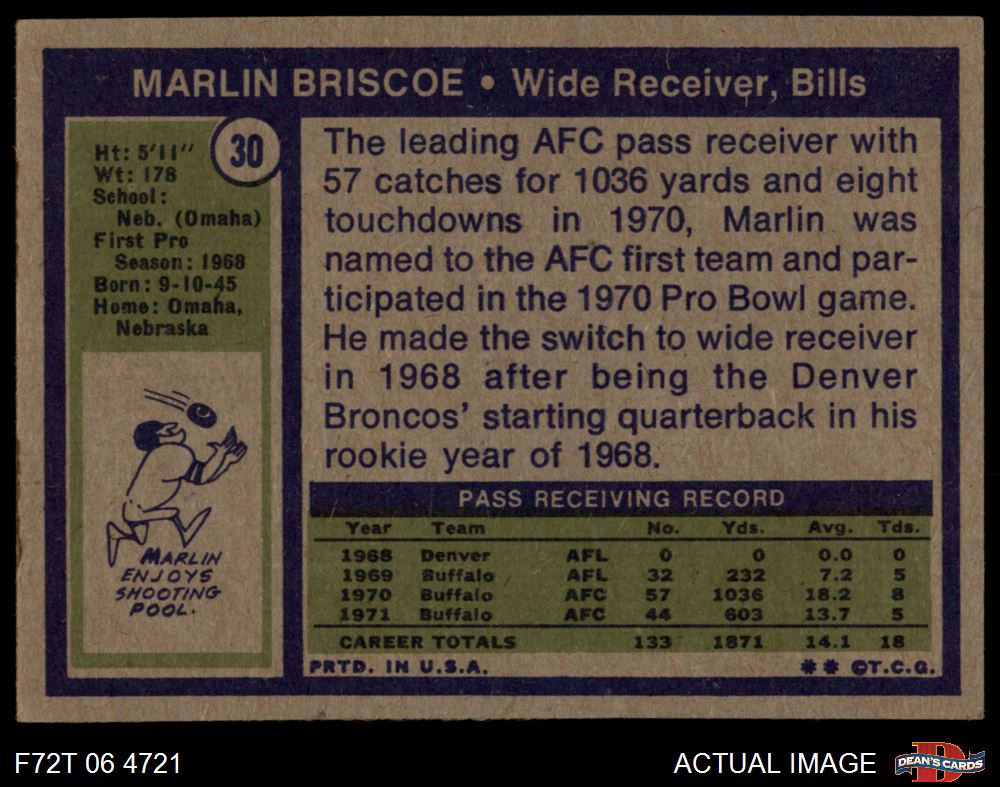 MARLIN BRISCOE • Wide Receiver, Bills
30
Ht: 5'11"
Wt: 178
School:
Neb. (Omaha)
First Pro
Season: 1968
Born: 9-10-45
Home: Omaha,
Nebraska
MARLIN
ENJOYS
SHOOTING
POOL.
The leading AFC pass receiver with
57 catches for 1036 yards and eight
touchdowns in 1970, Marlin was
named to the AFC first team and par-
ticipated in the 1970 Pro Bowl game.
He made the switch to wide receiver
in 1968 after being the Denver
Broncos' starting quarterback in his
rookie year of 1968.
PASS RECEIVING RECORD
Year Team No. Yds. Avg. Tds.
1968 Denver AFL 0 0 0.0 0
1969 Buffalo AFL 32 232 7.2 5
1970 Buffalo AFC 57 1036 18.2 8
1971 Buffalo AFC 44 603 13.7 5
CAREER TOTALS 133 1871 14.1 18
PRTD. IN U.S.A. ** ©T.C.G.
F72T 06 4721 ACTUAL IMAGE
DEAN'S CARDS